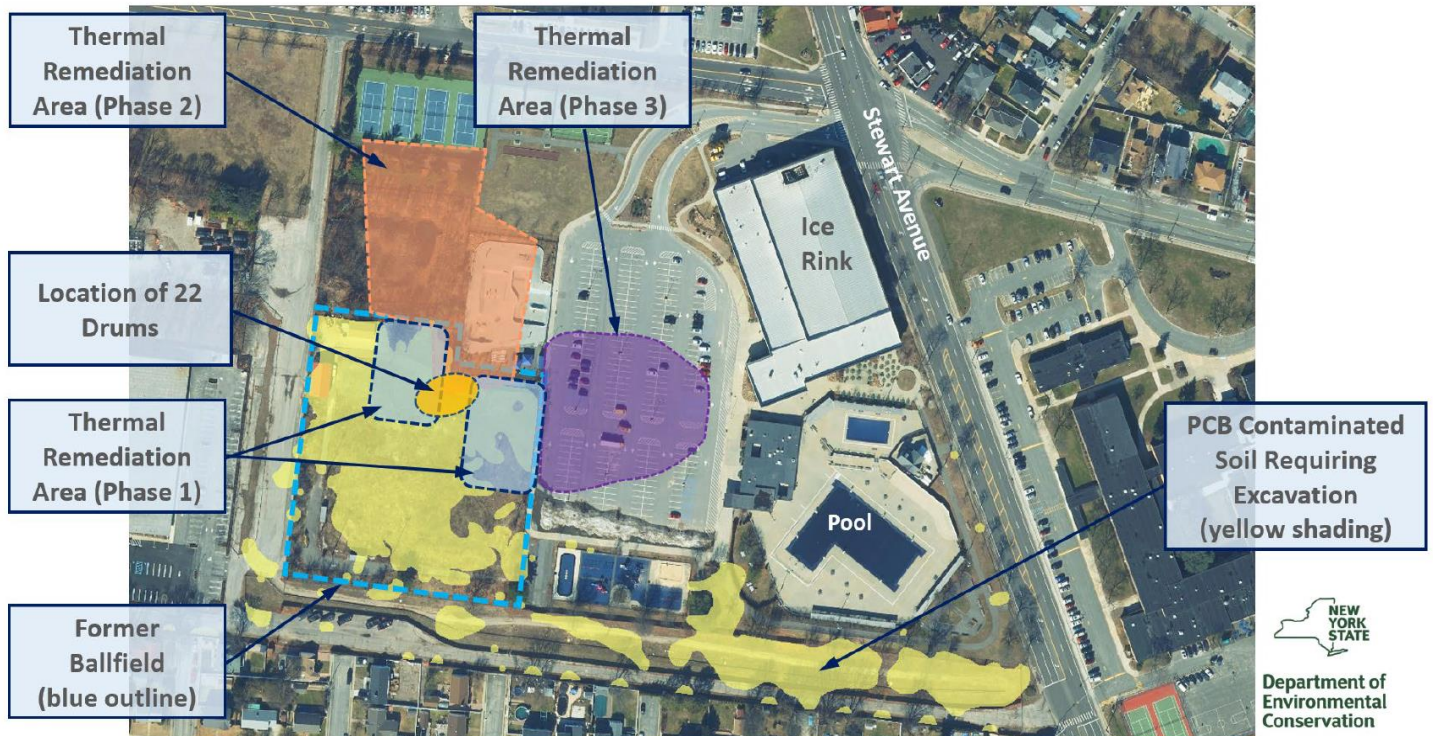 Thermal
Remediation
Area (Phase 2)
Thermal
Remediation
Area (Phase 3)
Stewart Avenue
Ice
Rink
Location of 22
Drums
Thermal
Remediation
Area (Phase 1)
PCB Contaminated
Soil Requiring
Excavation
(yellow shading)
Pool
Former
Ballfield
(blue outline)
NEW
YORK
STATE
Department of
Environmental
Conservation